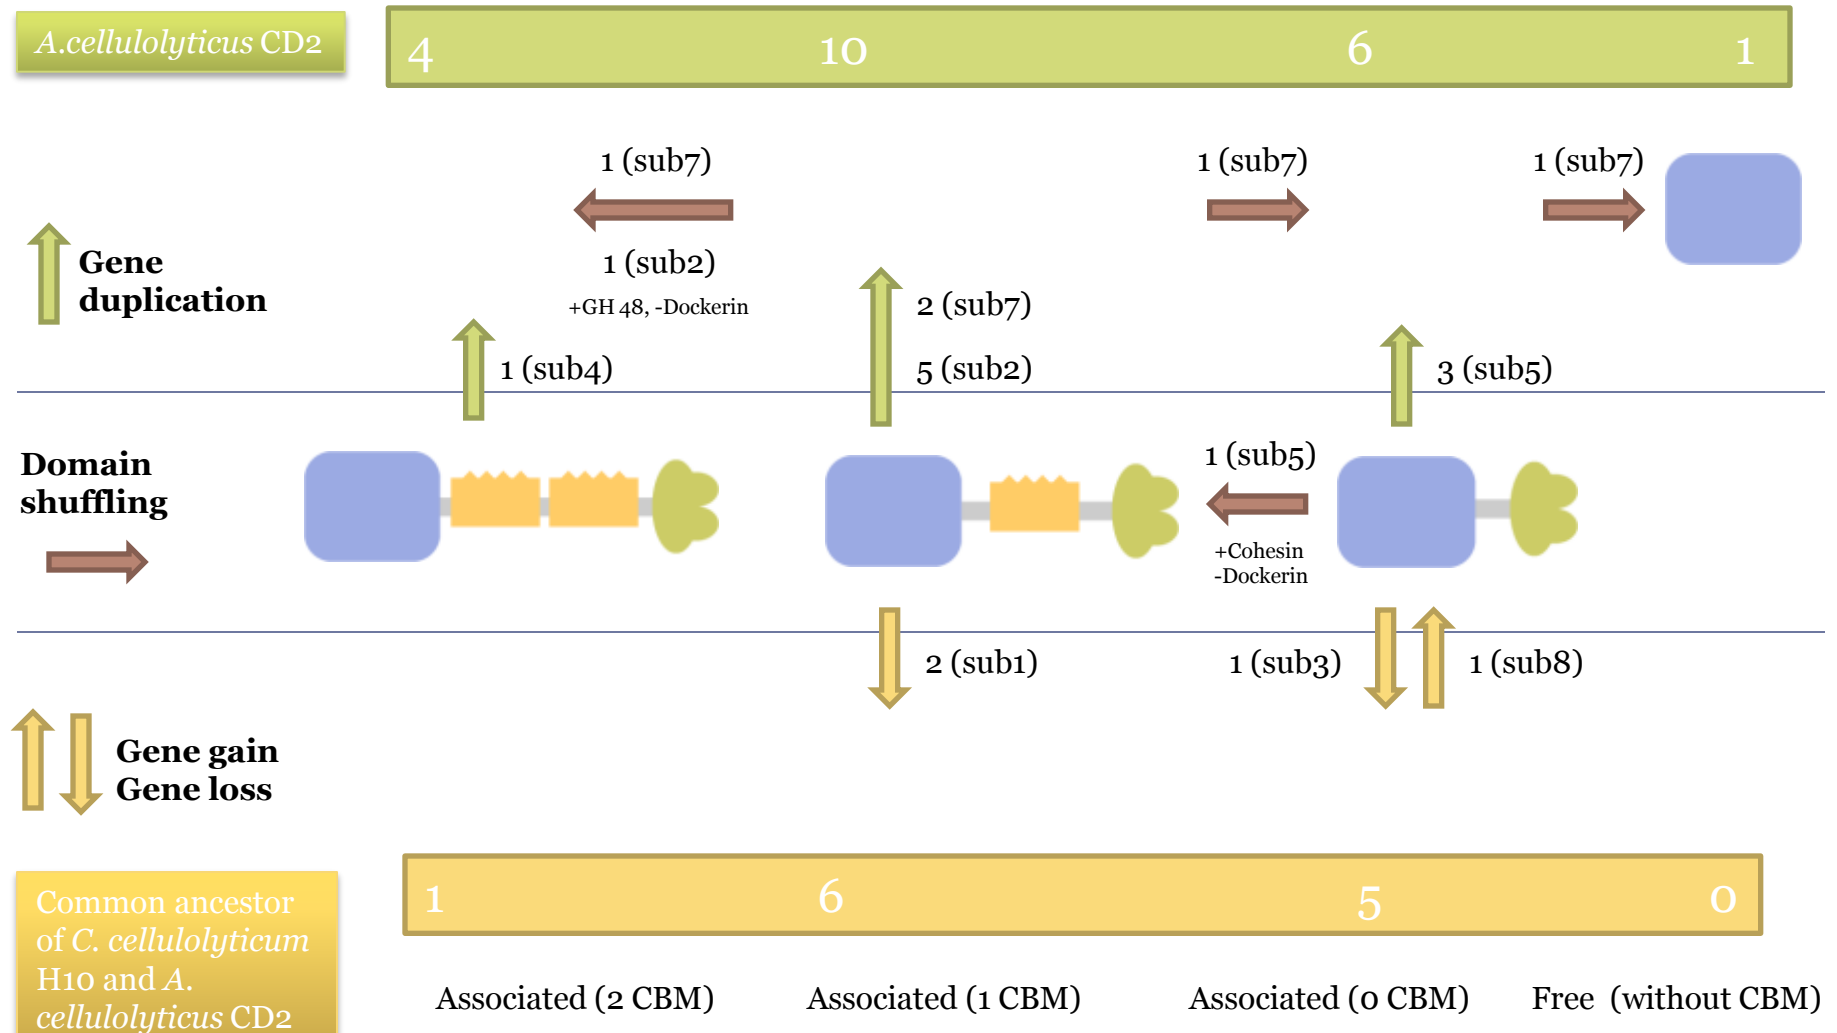 A.cellulolyticus CD2
4 10 6 1
1 (sub7)
1 (sub7)
1 (sub7)
Gene
duplication
1 (sub2)
+GH 48, -Dockerin
2 (sub7)
1 (sub4)
5 (sub2)
3 (sub5)
Domain
shuffling
1 (sub5)
+Cohesin
-Dockerin
2 (sub1)
1 (sub3)
1 (sub8)
Gene gain
Gene loss
Common ancestor
of C. cellulolyticum
H10 and A.
cellulolyticus CD2
1 6 5 0
Associated (2 CBM)
Associated (1 CBM)
Associated (0 CBM)
Free (without CBM)